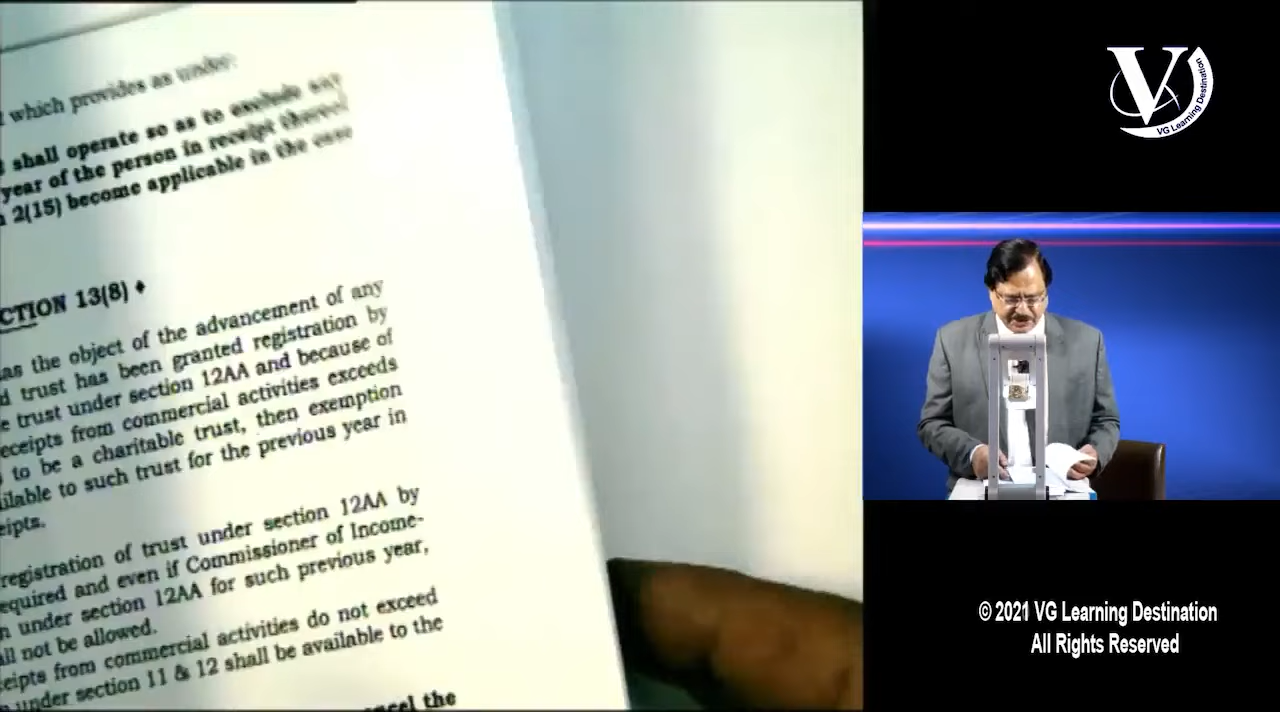 which provides as under:
shall operate so as to exclude any
year of the person in receipt thereof
2(15) become applicable in the case
CTION 13(8) ♦
as the object of the advancement of any
d trust has been granted registration by
e trust under section 12AA and because of
eceipts from commercial activities exceeds
to be a charitable trust, then exemption
ilable to such trust for the previous year in
eipts.
registration of trust under section 12AA by
equired and even if Commissioner of Income-
n under section 12AA for such previous year,
all not be allowed.
eipts from commercial activities do not exceed
under section 11 & 12 shall be available to the
ncel the
V
VG Learning Destination
© 2021 VG Learning Destination
All Rights Reserved